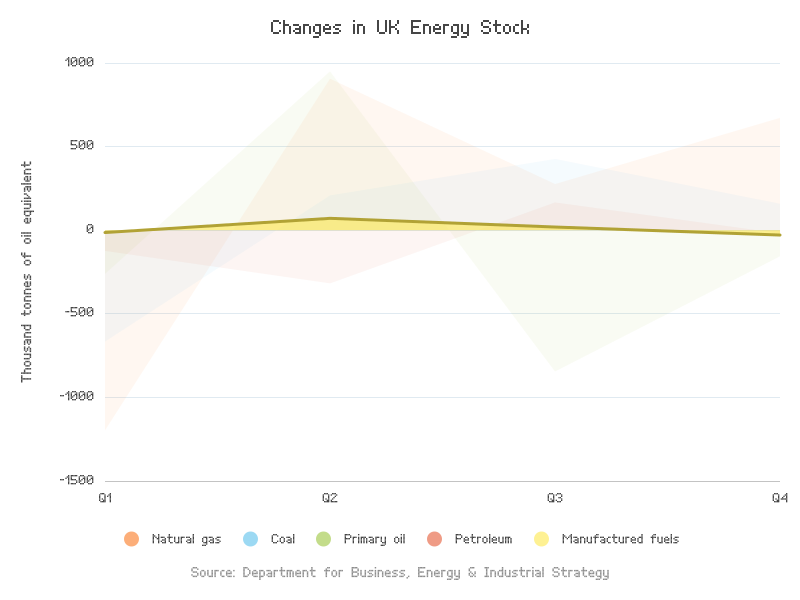 Changes in UK Energy Stock
Thousand tonnes of oil equivalent
1000
500
0
-500
-1000
-1500
Q1 Q2 Q3 Q4
Natural gas Coal Primary oil Petroleum Manufactured fuels
Source: Department for Business, Energy & Industrial Strategy